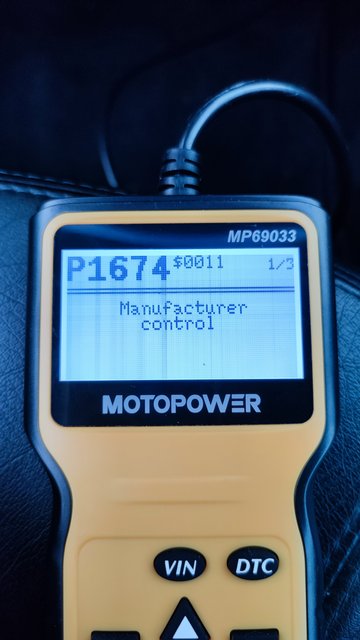 MP69033
P1674 $0011 1/3
Manufacturer
control
MOTOPOWER
VIN DTC